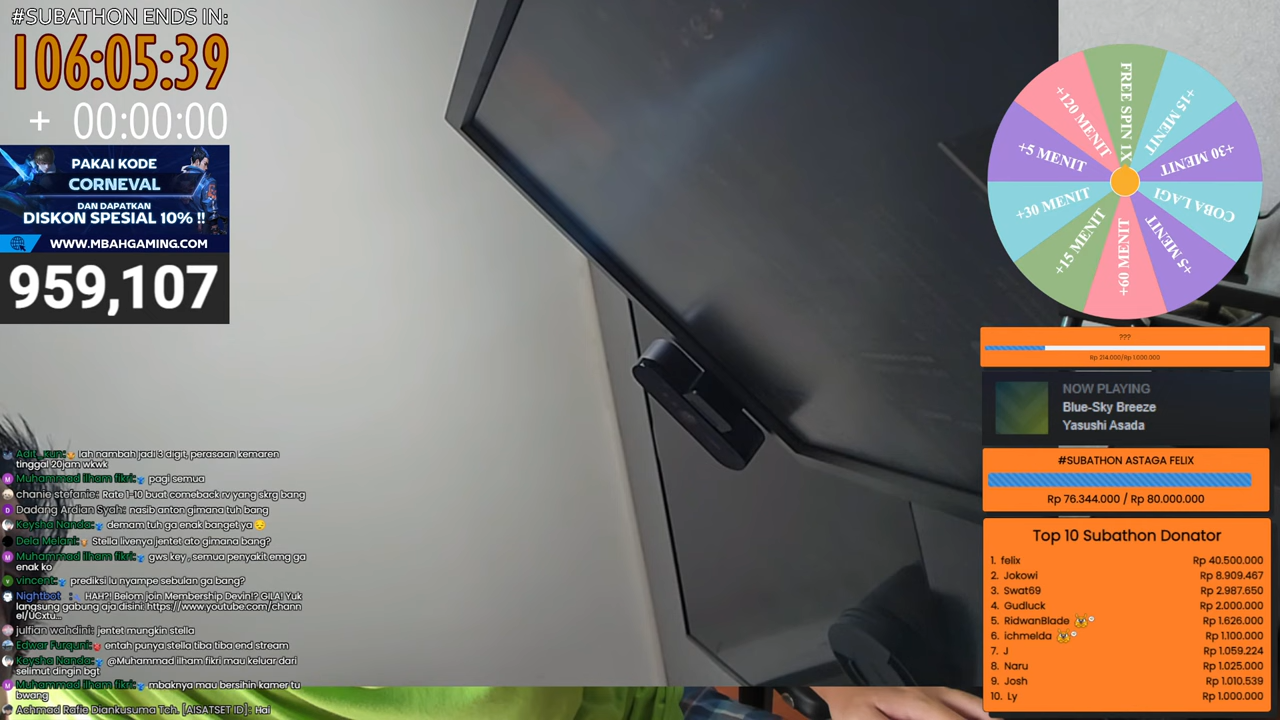 #SUBATHON ENDS IN:
106:05:39
+ 00:00:00
PAKAI KODE
CORNEVAL
DAN DAPATKAN
DISKON SPESIAL 10% !!
WWW.MBAHGAMING.COM
959,107
Adit_kun: lah nambah jadi 3 digit, perasaan kemaren
tinggal 20jam wkwk
Muhammad ilham fikri: pagi semua
chanie stefanie: Rate 1-10 buat comeback rv yang skrg bang
Dadang Ardian Syah: nasib anton gimana tuh bang
Keysha Nanda: demam tuh ga enak banget ya 😔
Dela Melani: Stella livenya jentet ato gimana bang?
Muhammad ilham fikri: gws key , semua penyakit emg ga
enak ko
vincent: prediksi lu nyampe sebulan ga bang?
Nightbot : HAH?! Belom join Membership Devin!? GILA! Yuk
langsung gabung aja disini: https://www.youtube.com/chann
el/UCxtu...
julfian wahdini: jentet mungkin stella
Edwar Furquni: entah punya stella tiba tiba end stream
Keysha Nanda: @Muhammad ilham fikri mau keluar dari
selimut dingin bgt
Muhammad ilham fikri: mbaknya mau bersihin kamer tu
bwang
Achmad Rafie Diankusuma Tch. [AISATSET ID]: Hai
FREE SPIN 1X
+15 MENIT
+30 MENIT
COBA LAGI
+5 MENIT
+60 MENIT
+15 MENIT
+30 MENIT
+5 MENIT
+120 MENIT
???
Rp 214.000/Rp 1.000.000
NOW PLAYING
Blue-Sky Breeze
Yasushi Asada
#SUBATHON ASTAGA FELIX
Rp 76.344.000 / Rp 80.000.000
Top 10 Subathon Donator
1. felix Rp 40.500.000
2. Jokowi Rp 8.909.467
3. Swat69 Rp 2.987.650
4. Gudluck Rp 2.000.000
5. RidwanBlade Rp 1.626.000
6. ichmelda Rp 1.100.000
7. J Rp 1.059.224
8. Naru Rp 1.025.000
9. Josh Rp 1.010.539
10. Ly Rp 1.000.000